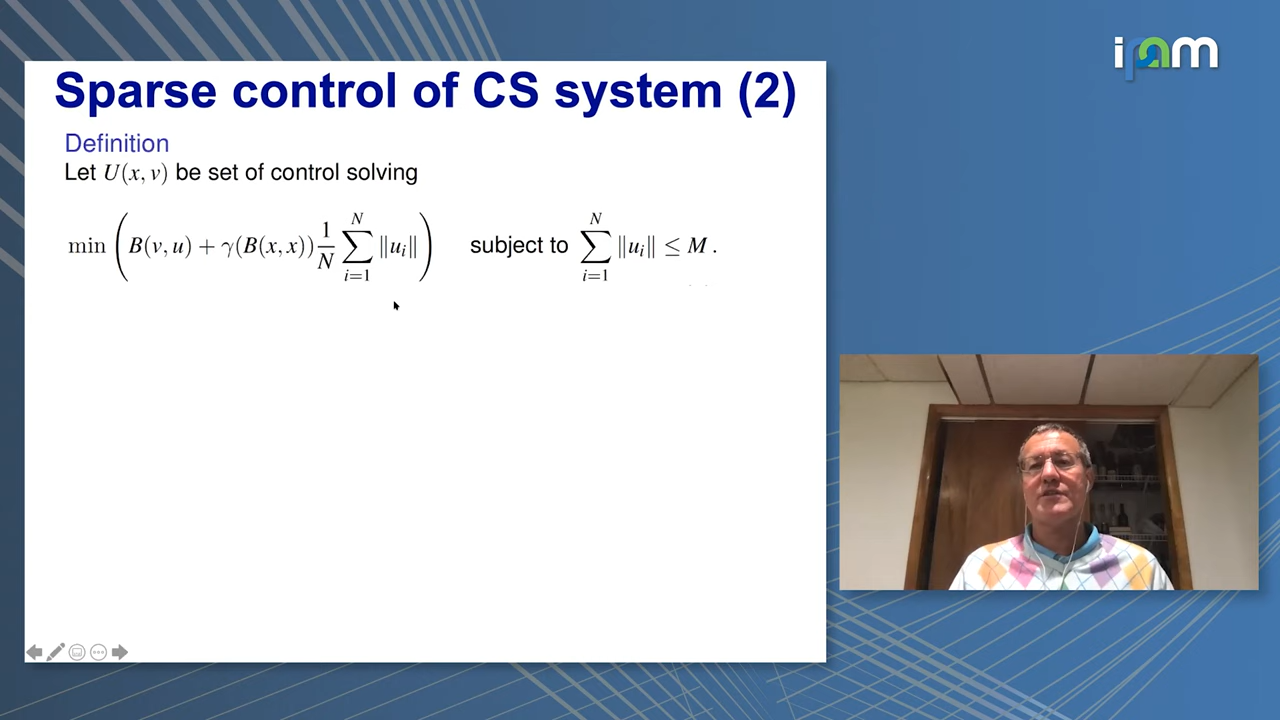 ipam
Sparse control of CS system (2)
Definition
Let U(x, v) be set of control solving
min ( B(v, u) + γ(B(x, x)) 1/N ∑_{i=1}^{N} ‖u_i‖ ) subject to ∑_{i=1}^{N} ‖u_i‖ ≤ M .